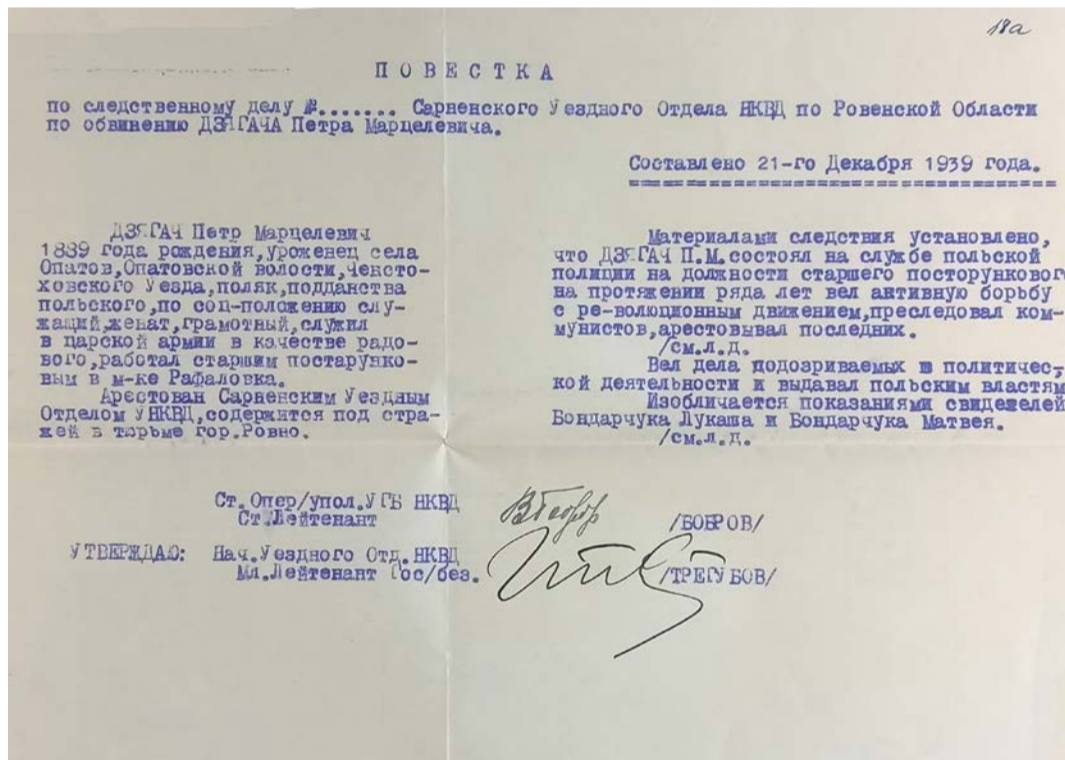 18а
ПОВЕСТКА
по следственному делу №....... Сарненского Уездного Отдела НКВД по Ровенской Области
по обвинению ДЗЯГАЧА Петра Марцелевича.
Составлено 21-го Декабря 1939 года.
ДЗЯГАЧ Петр Марцелевич
1889 года рождения,уроженец села
Опатов,Опатовской волости,Ченсто-
ховского Уезда,поляк,подданства
польского,по соц-положению слу-
жащий,женат,грамотный,служил
в царской армии в качестве рядо-
вого,работал старшим постарунко-
вым в м-ке Рафаловка.
Арестован Сарненским Уездным
Отделом УНКВД,содержится под стра-
жей в тюрьме гор.Ровно.
Материалами следствия установлено,
что ДЗЯГАЧ П.М.состоял на службе польской
полиции на должности старшего посторункового
на протяжении ряда лет вел активную борьбу
с ре-волюционным движением,преследовал ком-
мунистов,арестовывал последних.
/см.л.д.
Вел дела подозриваемых в политичес-
кой деятельности и выдавал польским властям
Изобличается показаниями свидетелей
Бондарчука Лукаша и Бондарчука Матвея.
/см.л.д.
Ст.Опер/упол.УГБ НКВД
Ст.Лейтенант /БОБРОВ/
УТВЕРЖДАЮ: Нач.Уездного Отд.НКВД
Мл.Лейтенант Гос/без. /ТРЕГУБОВ/